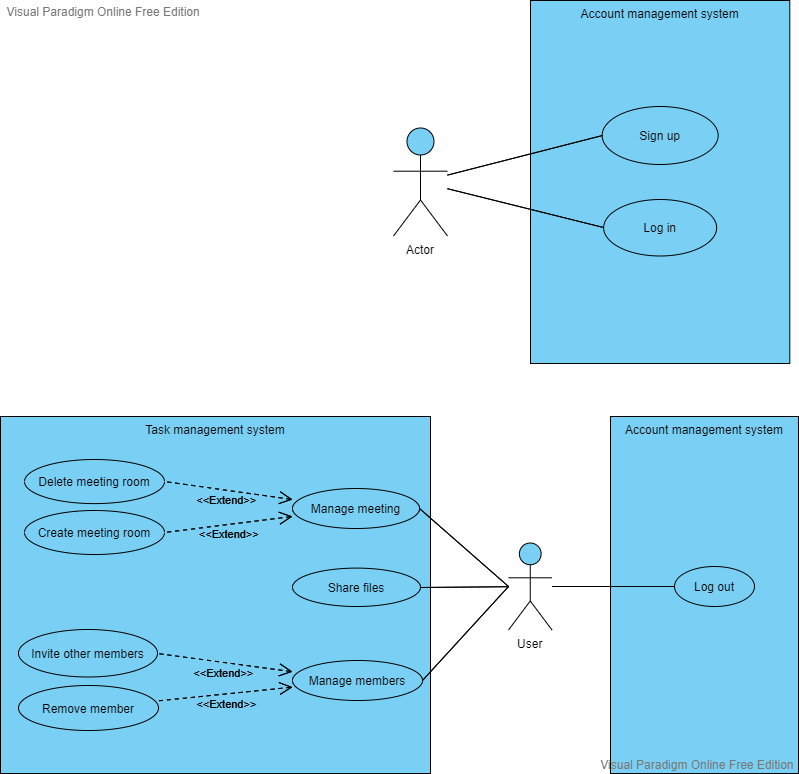 Visual Paradigm Online Free Edition
Account management system
Sign up
Log in
Actor
Task management system
Account management system
Delete meeting room
<<Extend>>
Manage meeting
Create meeting room
<<Extend>>
Share files
Log out
User
Invite other members
<<Extend>>
Manage members
Remove member
<<Extend>>
Visual Paradigm Online Free Edition